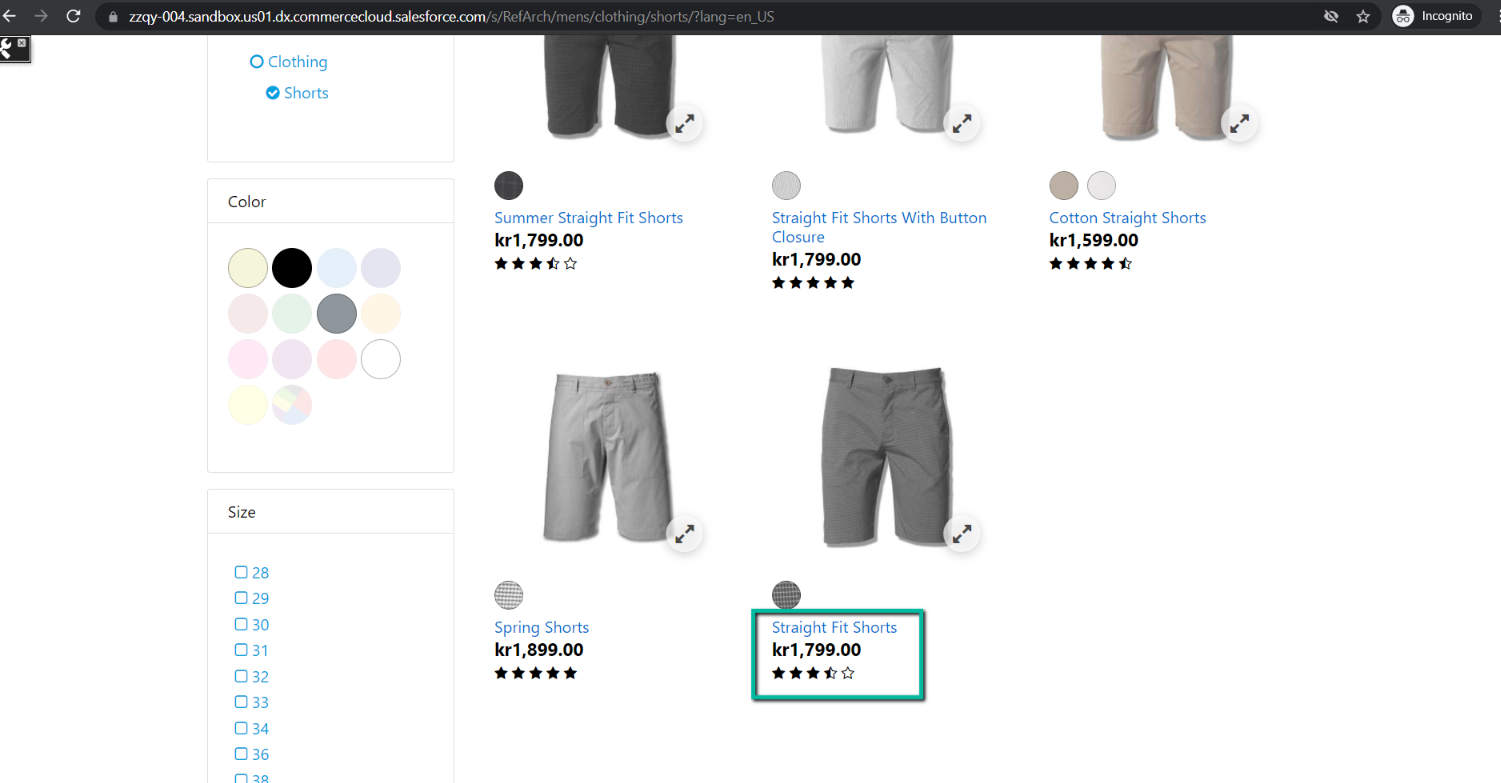 zzqy-004.sandbox.us01.dx.commercecloud.salesforce.com/s/RefArch/mens/clothing/shorts/?lang=en_US
Incognito
Clothing
Shorts
Color
Size
28
29
30
31
32
33
34
36
38
Summer Straight Fit Shorts
kr1,799.00
Straight Fit Shorts With Button
Closure
kr1,799.00
Cotton Straight Shorts
kr1,599.00
Spring Shorts
kr1,899.00
Straight Fit Shorts
kr1,799.00